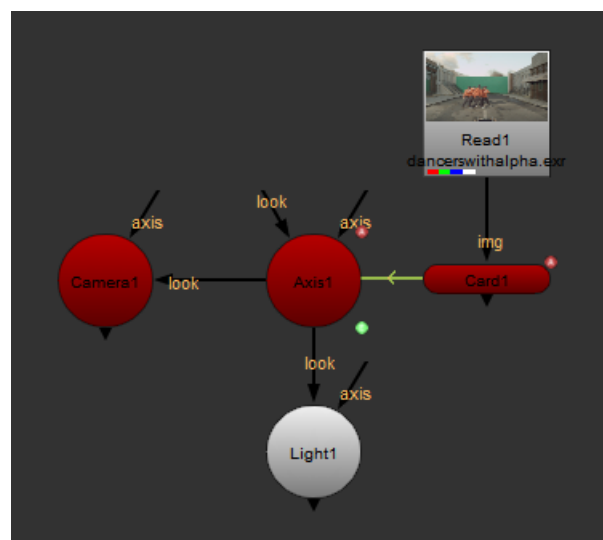 Read1
dancerswithalpha.exr
look
axis
axis
img
Camera1
look
Axis1
Card1
look
axis
Light1